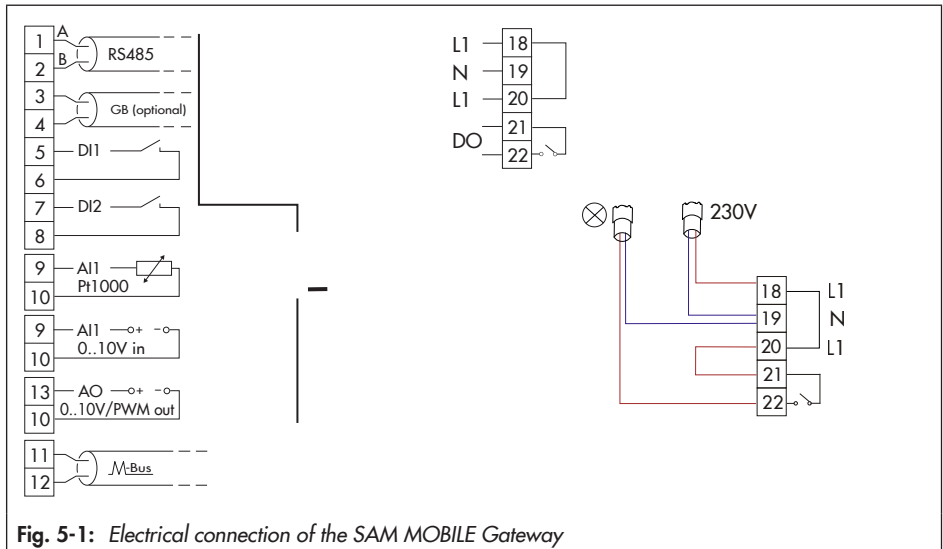 1 A
RS485
2 B
3
GB (optional)
4
5 DI1
6
7 DI2
8
9 AI1
Pt1000
10
9 AI1 + -
0..10V in
10
13 AO + -
0..10V/PWM out
10
11
M-Bus
12
L1 18
N 19
L1 20
21
DO
22
230V
18 L1
19 N
20 L1
21
22
Fig. 5-1: Electrical connection of the SAM MOBILE Gateway